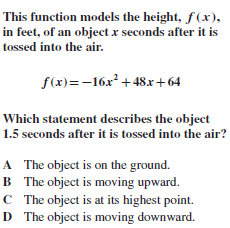 This function models the height, f(x),
in feet, of an object x seconds after it is
tossed into the air.
f(x)=−16x²+48x+64
Which statement describes the object
1.5 seconds after it is tossed into the air?
A The object is on the ground.
B The object is moving upward.
C The object is at its highest point.
D The object is moving downward.